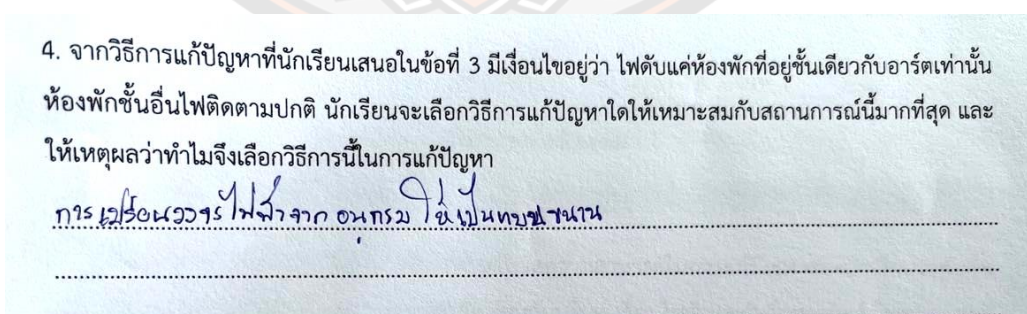 4. จากวิธีการแก้ปัญหาที่นักเรียนเสนอในข้อที่ 3 มีเงื่อนไขอยู่ว่า ไฟดับแค่ห้องพักที่อยู่ชั้นเดียวกับอาร์ตเท่านั้น
ห้องพักชั้นอื่นไฟติดตามปกติ นักเรียนจะเลือกวิธีการแก้ปัญหาใดให้เหมาะสมกับสถานการณ์นี้มากที่สุด และ
ให้เหตุผลว่าทำไมจึงเลือกวิธีการนี้ในการแก้ปัญหา
การเปลี่ยนวงจรไฟฟ้าจาก อนุกรม ให้เป็นแบบขนาน